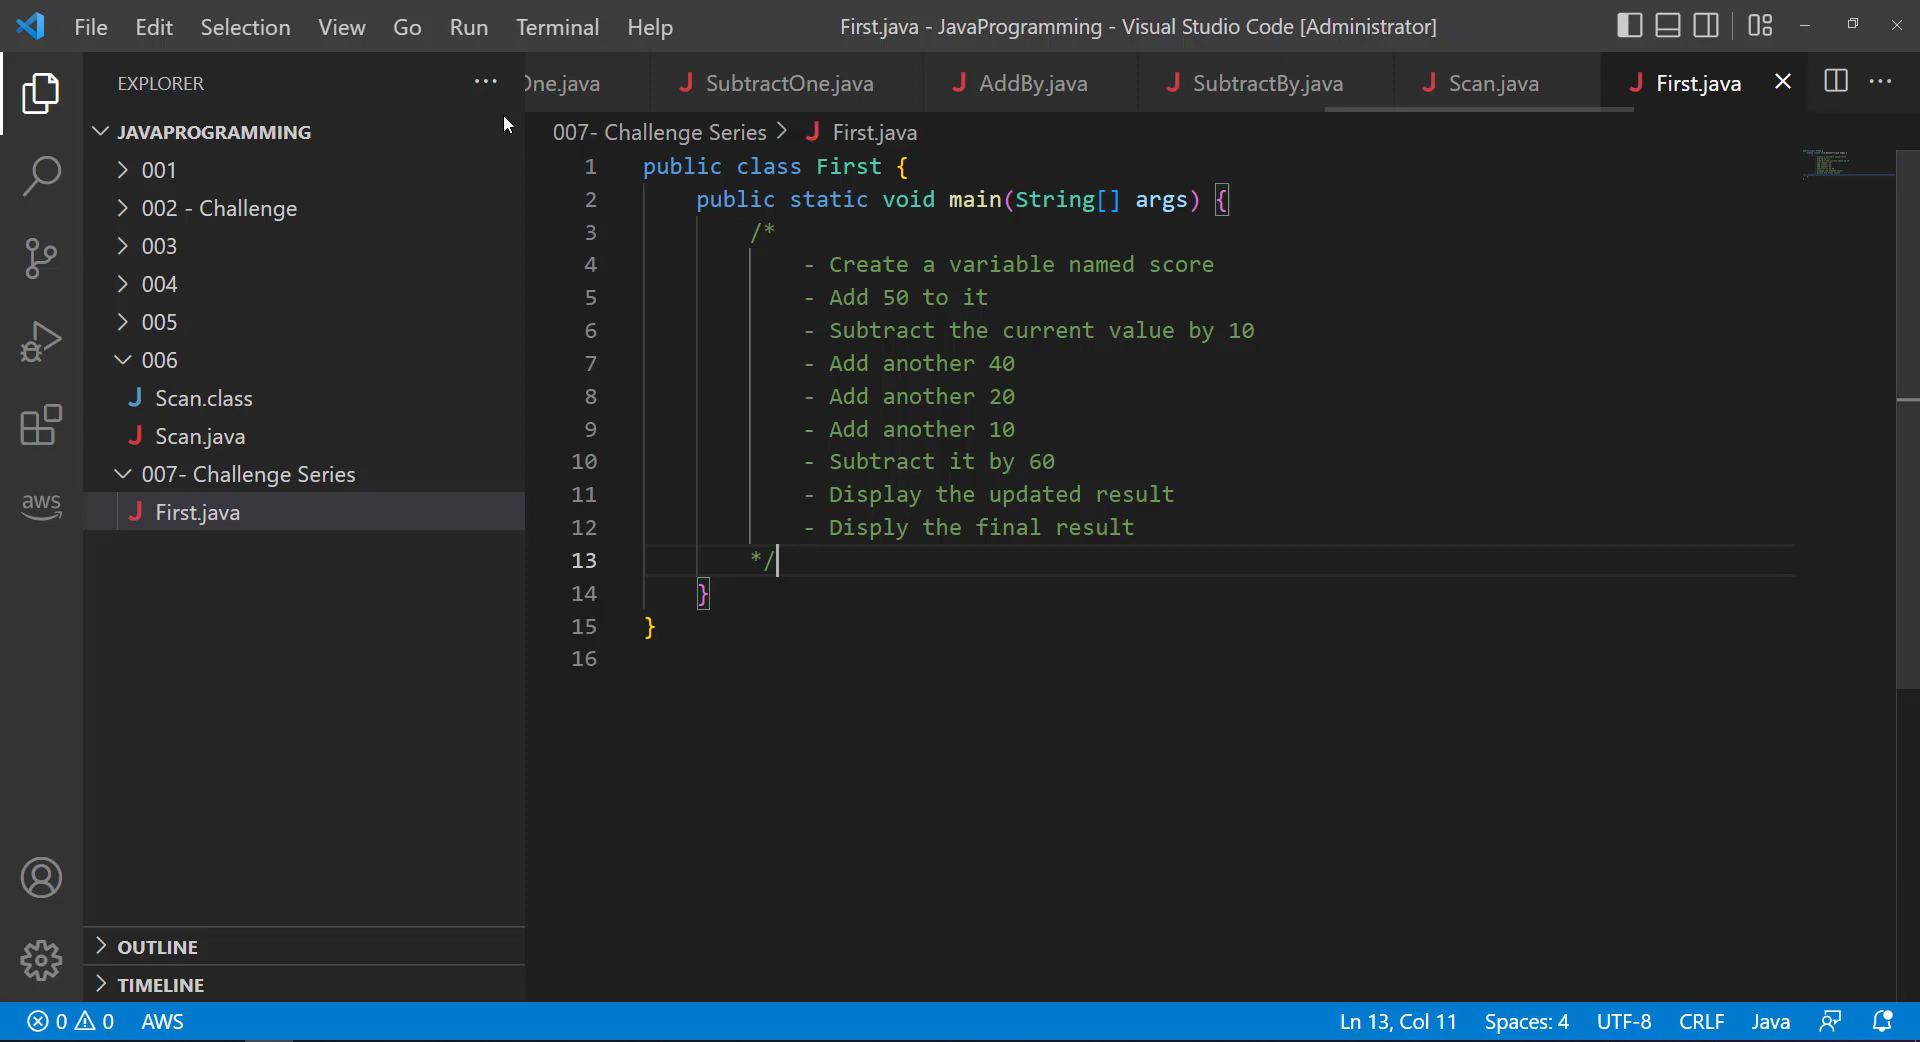 File Edit Selection View Go Run Terminal Help
First.java - JavaProgramming - Visual Studio Code [Administrator]
EXPLORER
JAVAPROGRAMMING
001
002 - Challenge
003
004
005
006
J Scan.class
J Scan.java
007- Challenge Series
J First.java
OUTLINE
TIMELINE
aws
One.java J SubtractOne.java J AddBy.java J SubtractBy.java J Scan.java J First.java
007- Challenge Series > J First.java
1 public class First {
2 public static void main(String[] args) {
3 /*
4 - Create a variable named score
5 - Add 50 to it
6 - Subtract the current value by 10
7 - Add another 40
8 - Add another 20
9 - Add another 10
10 - Subtract it by 60
11 - Display the updated result
12 - Disply the final result
13 */
14 }
15 }
16
0 0 AWS
Ln 13, Col 11 Spaces: 4 UTF-8 CRLF Java